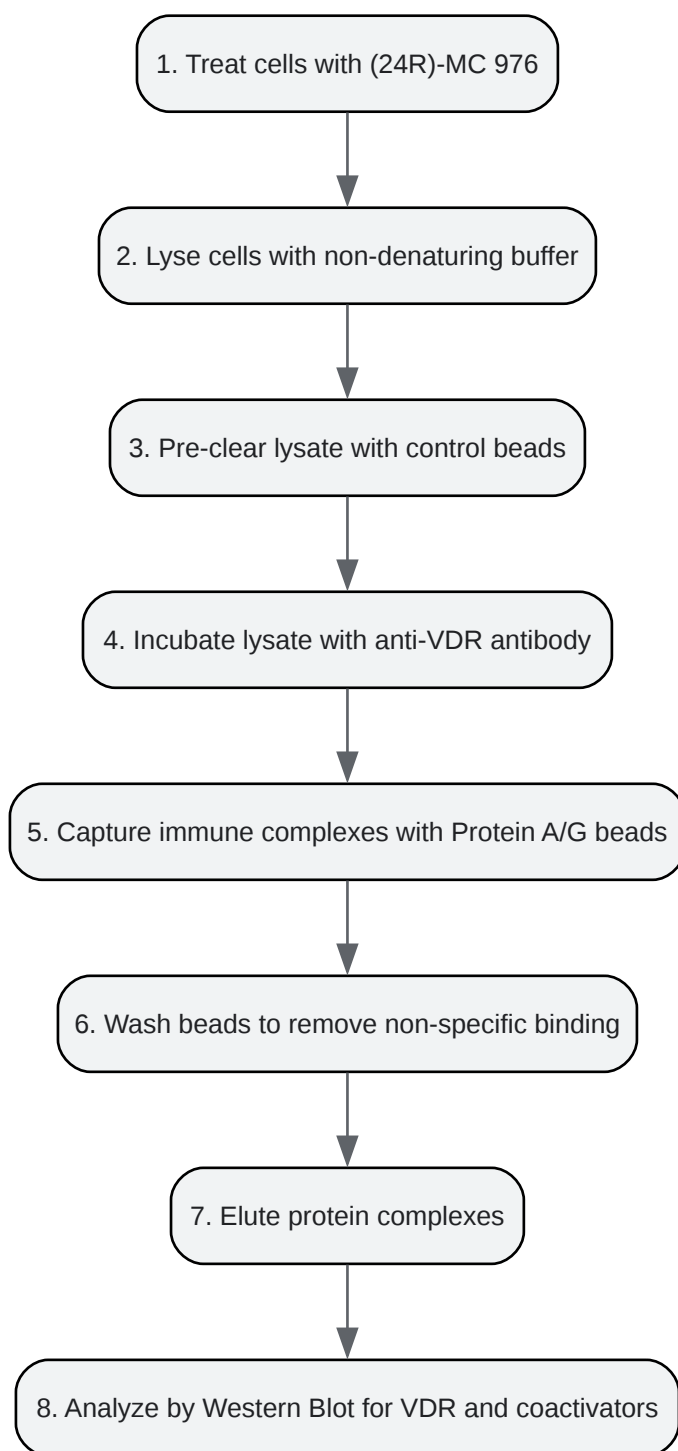 1. Treat cells with (24R)-MC 976
2. Lyse cells with non-denaturing buffer
3. Pre-clear lysate with control beads
4. Incubate lysate with anti-VDR antibody
5. Capture immune complexes with Protein A/G beads
6. Wash beads to remove non-specific binding
7. Elute protein complexes
8. Analyze by Western Blot for VDR and coactivators